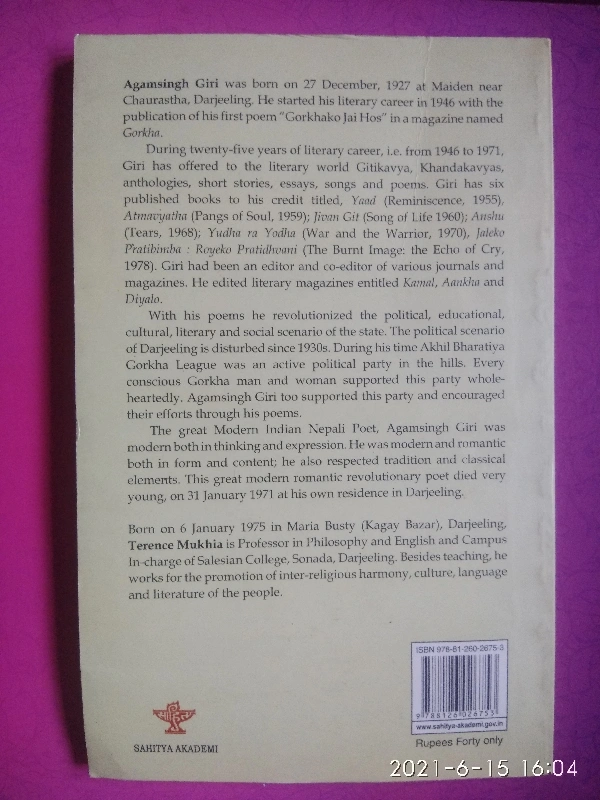 Agamsingh Giri was born on 27 December, 1927 at Maiden near
Chaurastha, Darjeeling. He started his literary career in 1946 with the
publication of his first poem "Gorkhako Jai Hos" in a magazine named
Gorkha.
During twenty-five years of literary career, i.e. from 1946 to 1971,
Giri has offered to the literary world Gitikavya, Khandakavyas,
anthologies, short stories, essays, songs and poems. Giri has six
published books to his credit titled, Yaad (Reminiscence, 1955),
Atmavyatha (Pangs of Soul, 1959); Jivan Git (Song of Life 1960); Anshu
(Tears, 1968); Yudha ra Yodha (War and the Warrior, 1970), Jaleko
Pratibimba : Royeko Pratidhwani (The Burnt Image: the Echo of Cry,
1978). Giri had been an editor and co-editor of various journals and
magazines. He edited literary magazines entitled Kamal, Aankha and
Diyalo.
With his poems he revolutionized the political, educational,
cultural, literary and social scenario of the state. The political scenario
of Darjeeling is disturbed since 1930s. During his time Akhil Bharatiya
Gorkha League was an active political party in the hills. Every
conscious Gorkha man and woman supported this party whole-
heartedly. Agamsingh Giri too supported this party and encouraged
their efforts through his poems.
The great Modern Indian Nepali Poet, Agamsingh Giri was
modern both in thinking and expression. He was modern and romantic
both in form and content; he also respected tradition and classical
elements. This great modern romantic revolutionary poet died very
young, on 31 January 1971 at his own residence in Darjeeling.
Born on 6 January 1975 in Maria Busty (Kagay Bazar), Darjeeling,
Terence Mukhia is Professor in Philosophy and English and Campus
In-charge of Salesian College, Sonada, Darjeeling. Besides teaching, he
works for the promotion of inter-religious harmony, culture, language
and literature of the people.
ISBN 978-81-260-2675-3
9 788126 026753
www.sahitya-akademi.gov.in
SAHITYA AKADEMI
Rupees Forty only
2021-6-15 16:04